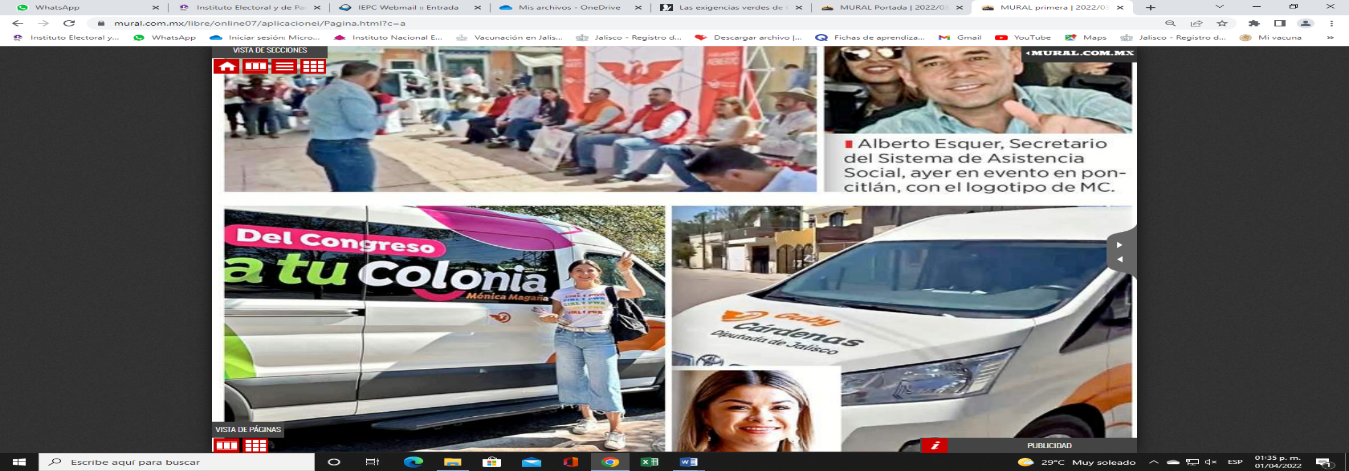 WhatsApp
Instituto Electoral y de Pa
IEPC Webmail :: Entrada
Mis archivos - OneDrive
Las exigencias verdes de
MURAL Portada | 2022/0
MURAL primera | 2022/0
mural.com.mx/libre/online07/aplicacionei/Pagina.html?c=a
Instituto Electoral y...
WhatsApp
Iniciar sesión: Micro...
Instituto Nacional E...
Vacunación en Jalis...
Jalisco - Registro d...
Descargar archivo |...
Fichas de aprendiza...
Gmail
YouTube
Maps
Jalisco - Registro d...
Mi vacuna
»
VISTA DE SECCIONES
MURAL.COM.MX
Alberto Esquer, Secretario
del Sistema de Asistencia
Social, ayer en evento en pon-
citlán, con el logotipo de MC.
Del Congreso
a tu colonia
Mónica Magaña
Gaby
Cárdenas
Diputada de Jalisco
VISTA DE PÁGINAS
PUBLICIDAD
Escribe aquí para buscar
29°C Muy soleado
ESP
01:35 p. m.
01/04/2022